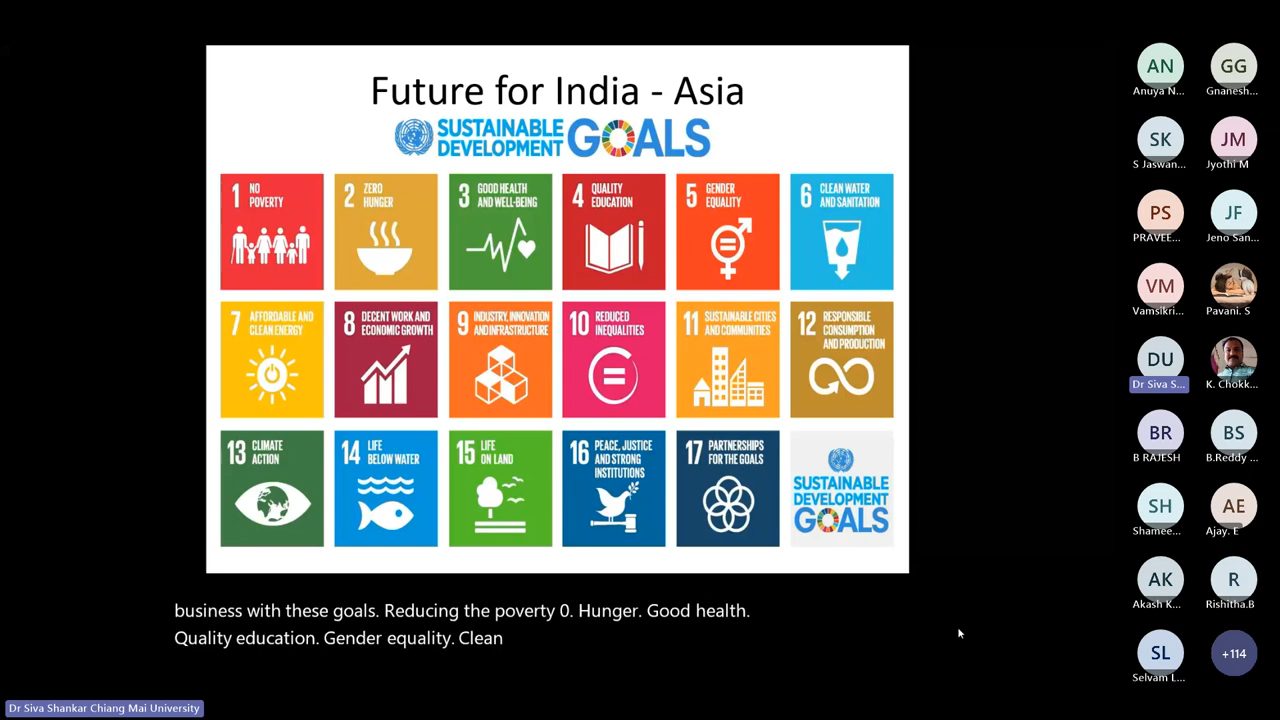 Future for India - Asia
SUSTAINABLE
DEVELOPMENT
GOALS
1 NO
POVERTY
2 ZERO
HUNGER
3 GOOD HEALTH
AND WELL-BEING
4 QUALITY
EDUCATION
5 GENDER
EQUALITY
6 CLEAN WATER
AND SANITATION
7 AFFORDABLE AND
CLEAN ENERGY
8 DECENT WORK AND
ECONOMIC GROWTH
9 INDUSTRY, INNOVATION
AND INFRASTRUCTURE
10 REDUCED
INEQUALITIES
11 SUSTAINABLE CITIES
AND COMMUNITIES
12 RESPONSIBLE
CONSUMPTION
AND PRODUCTION
13 CLIMATE
ACTION
14 LIFE
BELOW WATER
15 LIFE
ON LAND
16 PEACE, JUSTICE
AND STRONG
INSTITUTIONS
17 PARTNERSHIPS
FOR THE GOALS
SUSTAINABLE
DEVELOPMENT
GOALS
business with these goals. Reducing the poverty 0. Hunger. Good health.
Quality education. Gender equality. Clean
Dr Siva Shankar Chiang Mai University
AN
Anuya N...
GG
Gnanesh...
SK
S Jaswan...
JM
Jyothi M
PS
PRAVEE...
JF
Jeno San...
VM
Vamsikri...
Pavani. S
DU
Dr Siva S...
K. Chokk...
BR
B RAJESH
BS
B.Reddy ...
SH
Shamee...
AE
Ajay. E
AK
Akash K...
R
Rishitha.B
SL
Selvam L...
+114